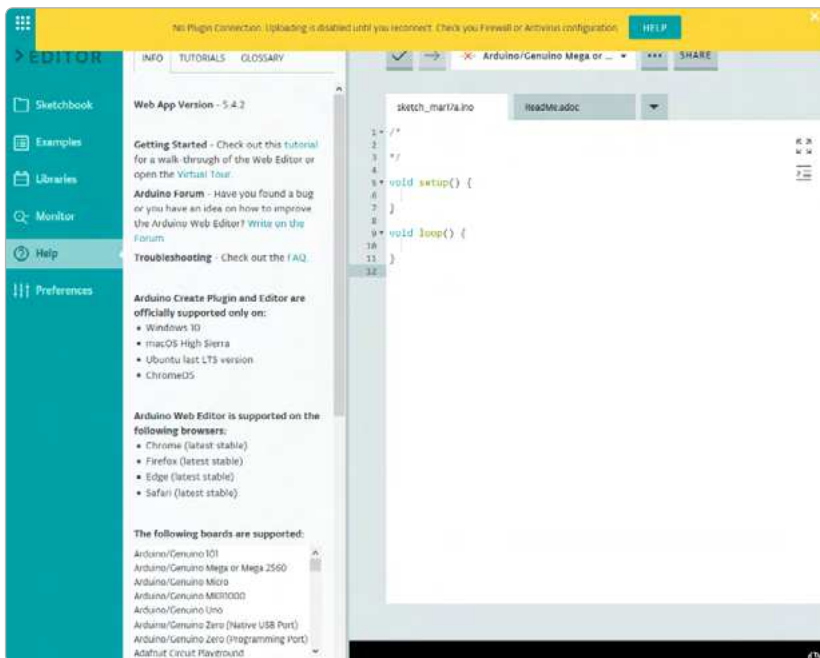 No Plugin Connection. Uploading is disabled until you reconnect. Check you Firewall or Antivirus configuration.
HELP
EDITOR
INFO TUTORIALS GLOSSARY
Arduino/Genuino Mega or ...
SHARE
Sketchbook
Examples
Libraries
Monitor
Help
Preferences
Web App Version - 5.4.2
Getting Started - Check out this tutorial
for a walk-through of the Web Editor or
open the Virtual Tour.
Arduino Forum - Have you found a bug
or you have an idea on how to improve
the Arduino Web Editor? Write on the
Forum
Troubleshooting - Check out the FAQ.
Arduino Create Plugin and Editor are
officially supported only on:
• Windows 10
• macOS High Sierra
• Ubuntu last LTS version
• ChromeOS
Arduino Web Editor is supported on the
following browsers:
• Chrome (latest stable)
• Firefox (latest stable)
• Edge (latest stable)
• Safari (latest stable)
The following boards are supported:
Arduino/Genuino 101
Arduino/Genuino Mega or Mega 2560
Arduino/Genuino Micro
Arduino/Genuino MKR1000
Arduino/Genuino Uno
Arduino/Genuino Zero (Native USB Port)
Arduino/Genuino Zero (Programming Port)
Adafruit Circuit Playground
sketch_mar17a.ino ReadMe.adoc
1 /*
2
3 */
4
5 void setup() {
6
7 }
8
9 void loop() {
10
11 }
12